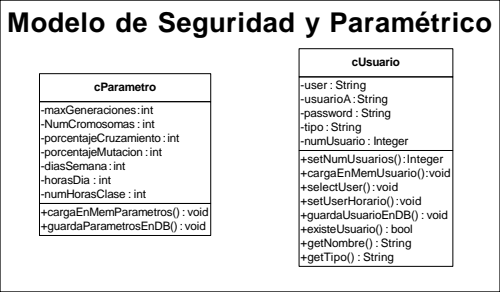 Modelo de Seguridad y Paramétrico
cParametro
-maxGeneraciones : int
-NumCromosomas : int
-porcentajeCruzamiento : int
-porcentajeMutacion : int
-diasSemana : int
-horasDia : int
-numHorasClase : int
+cargaEnMemParametros() : void
+guardaParametrosEnDB() : void
cUsuario
-user : String
-usuarioA : String
-password : String
-tipo : String
-numUsuario : Integer
+setNumUsuarios() : Integer
+cargaEnMemUsuario() : void
+selectUser() : void
+setUserHorario() : void
+guardaUsuarioEnDB() : void
+existeUsuario() : bool
+getNombre() : String
+getTipo() : String